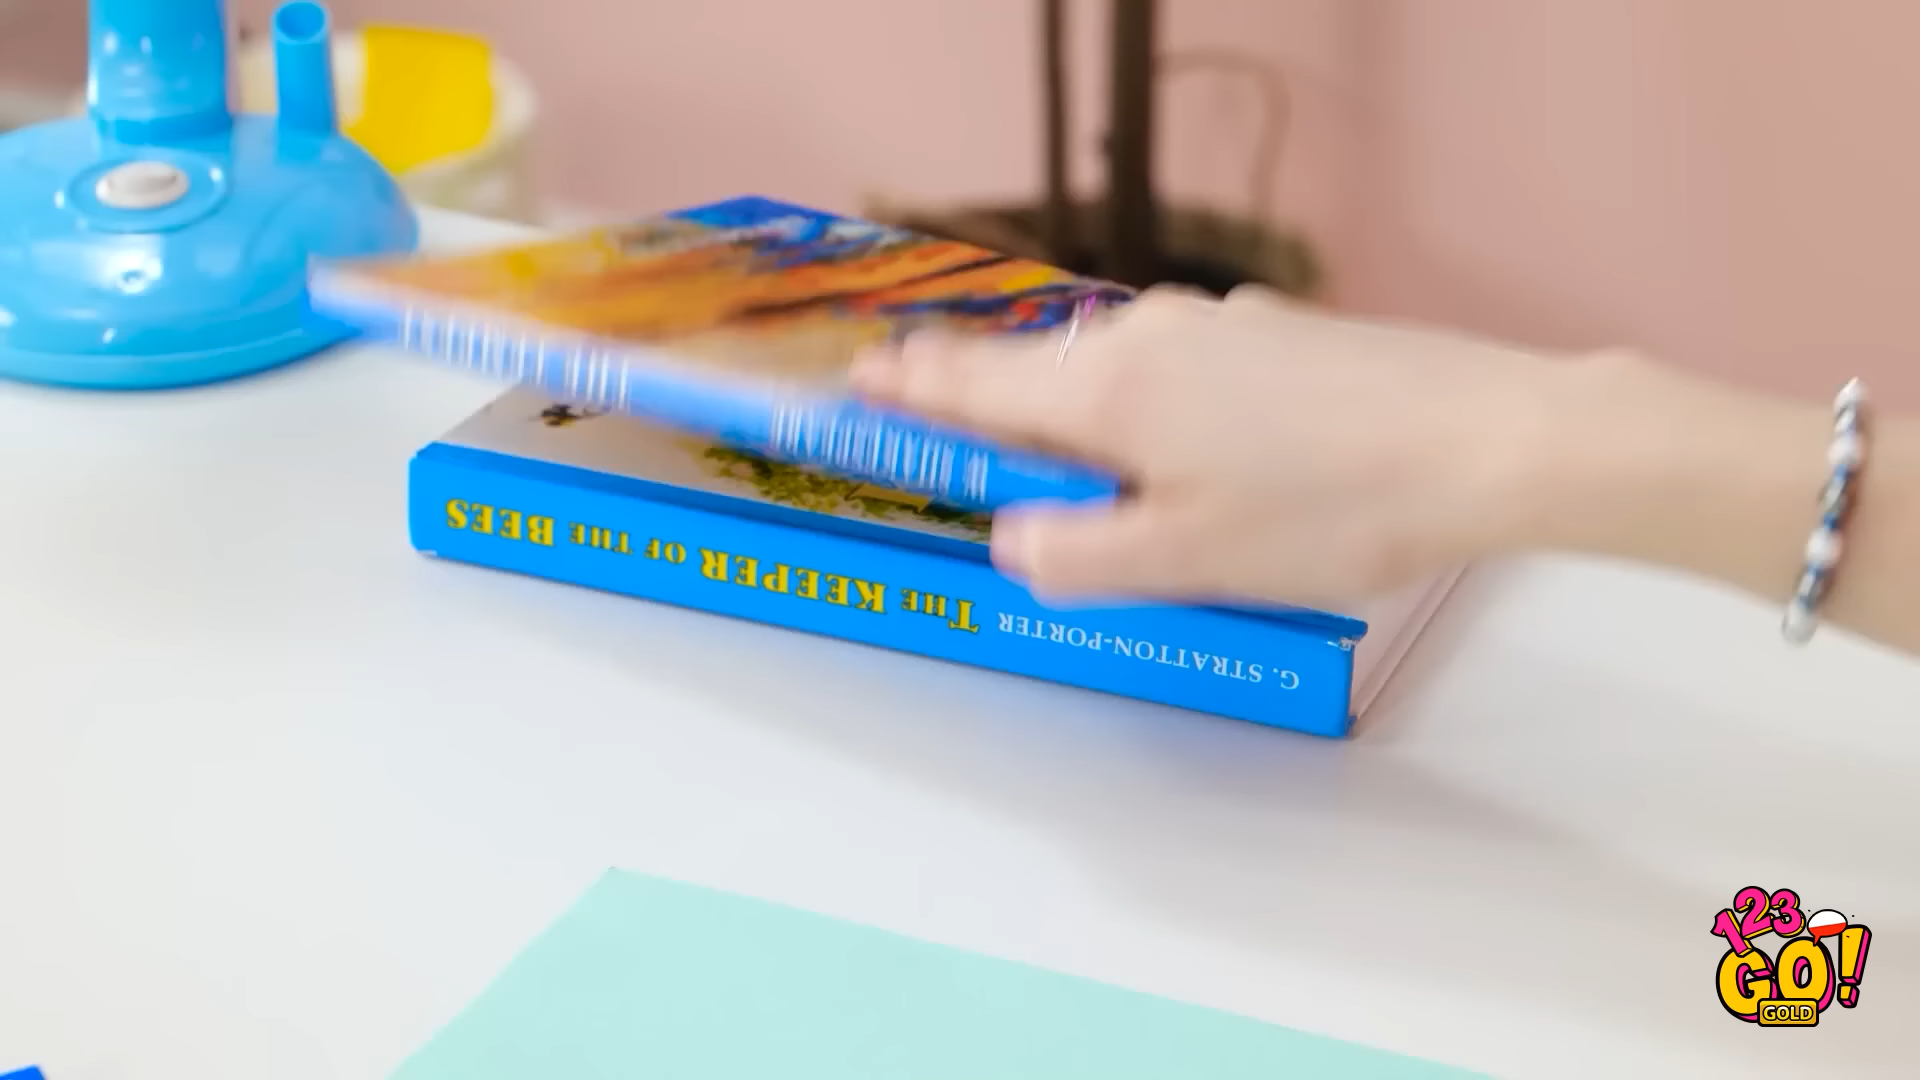 G. STRATTON-PORTER THE KEEPER OF THE BEES
123
GO!
GOLD